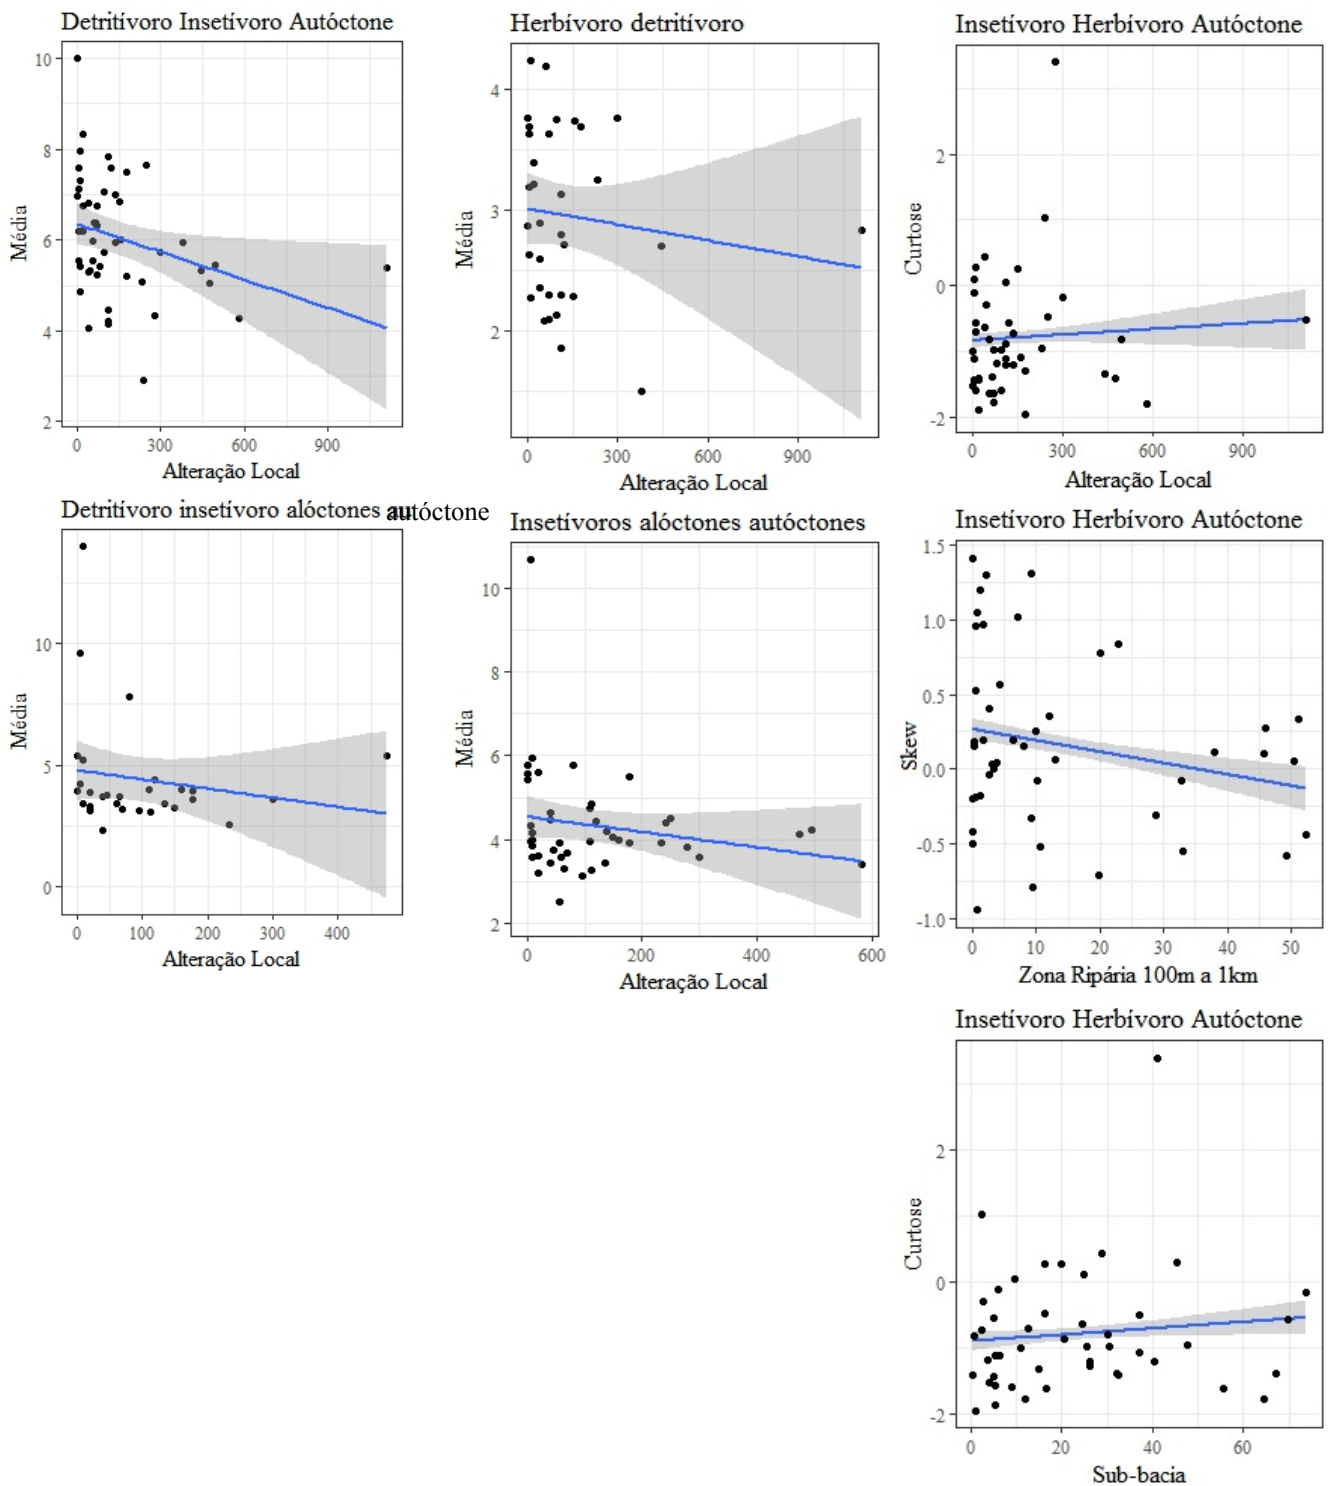 Detritívoro Insetívoro Autóctone
10
8
6
4
2
Média
0 300 600 900
Alteração Local
Herbívoro detritívoro
4
3
2
Média
0 300 600 900
Alteração Local
Insetívoro Herbívoro Autóctone
2
0
-2
Curtose
0 300 600 900
Alteração Local
Detritívoro insetívoro alóctones autóctone
10
5
0
Média
0 100 200 300 400
Alteração Local
Insetívoros alóctones autóctones
10
8
6
4
2
Média
0 200 400 600
Alteração Local
Insetívoro Herbívoro Autóctone
1.5
1.0
0.5
0.0
-0.5
-1.0
Skew
0 10 20 30 40 50
Zona Ripária 100m a 1km
Insetívoro Herbívoro Autóctone
2
0
-2
Curtose
0 20 40 60
Sub-bacia